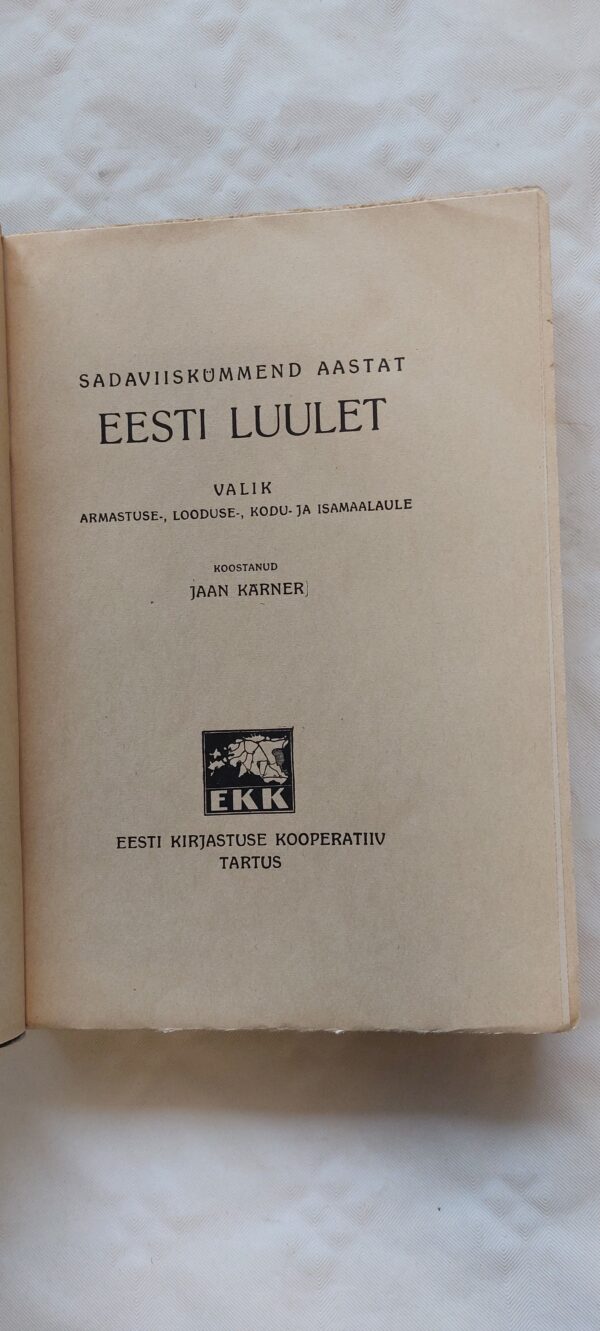 SADAVIISKÜMMEND AASTAT
EESTI LUULET
VALIK
ARMASTUSE-, LOODUSE-, KODU- JA ISAMAALAULE
KOOSTANUD
JAAN KÄRNER
EKK
EESTI KIRJASTUSE KOOPERATIIV
TARTUS